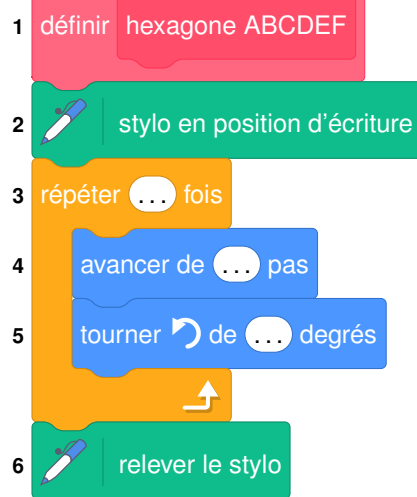 1 définir hexagone ABCDEF
2 stylo en position d'écriture
3 répéter ... fois
4 avancer de ... pas
5 tourner de ... degrés
6 relever le stylo